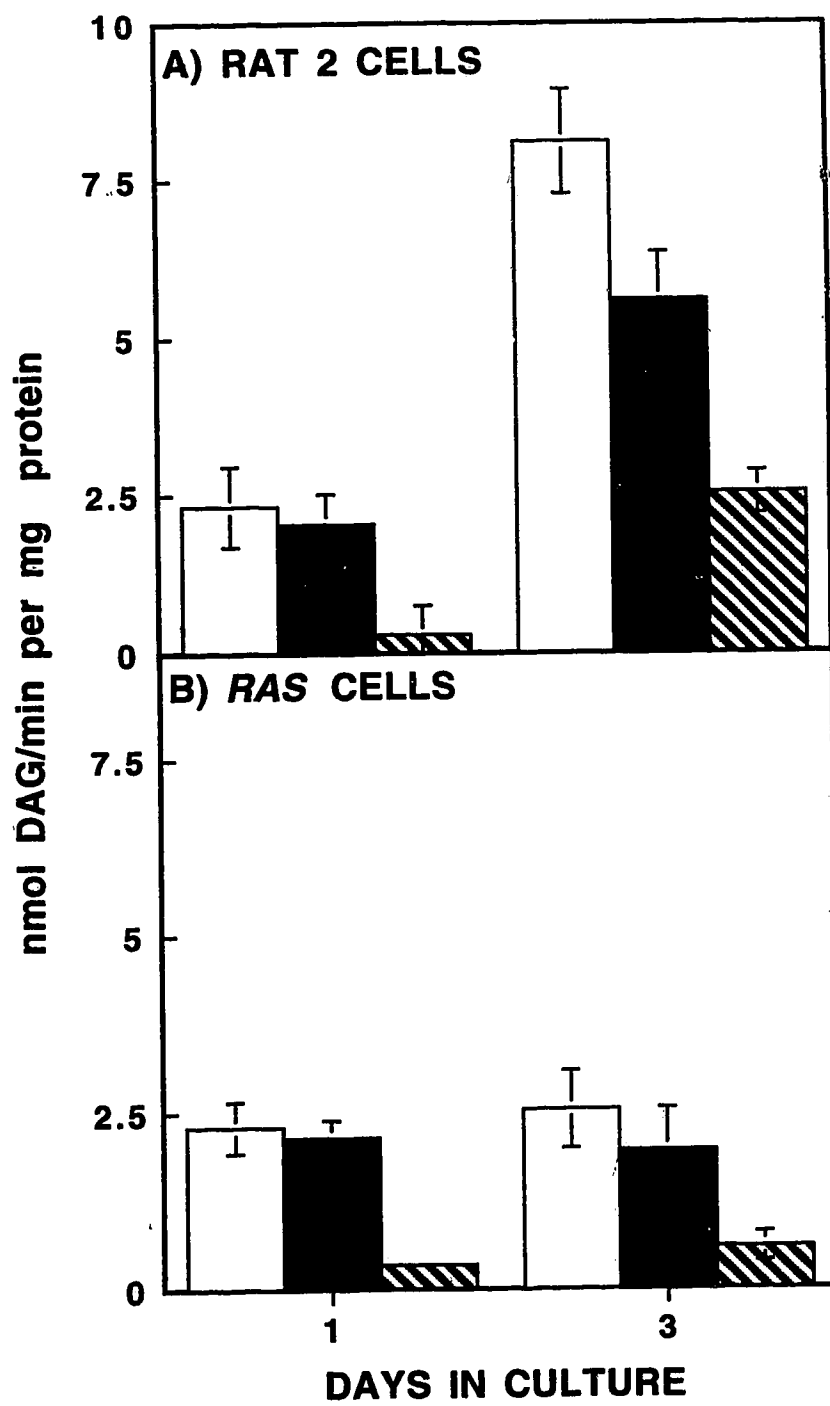 10
A) RAT 2 CELLS
7.5
5
2.5
0
B) RAS CELLS
7.5
5
2.5
0
1 3
DAYS IN CULTURE
nmol DAG/min per mg protein